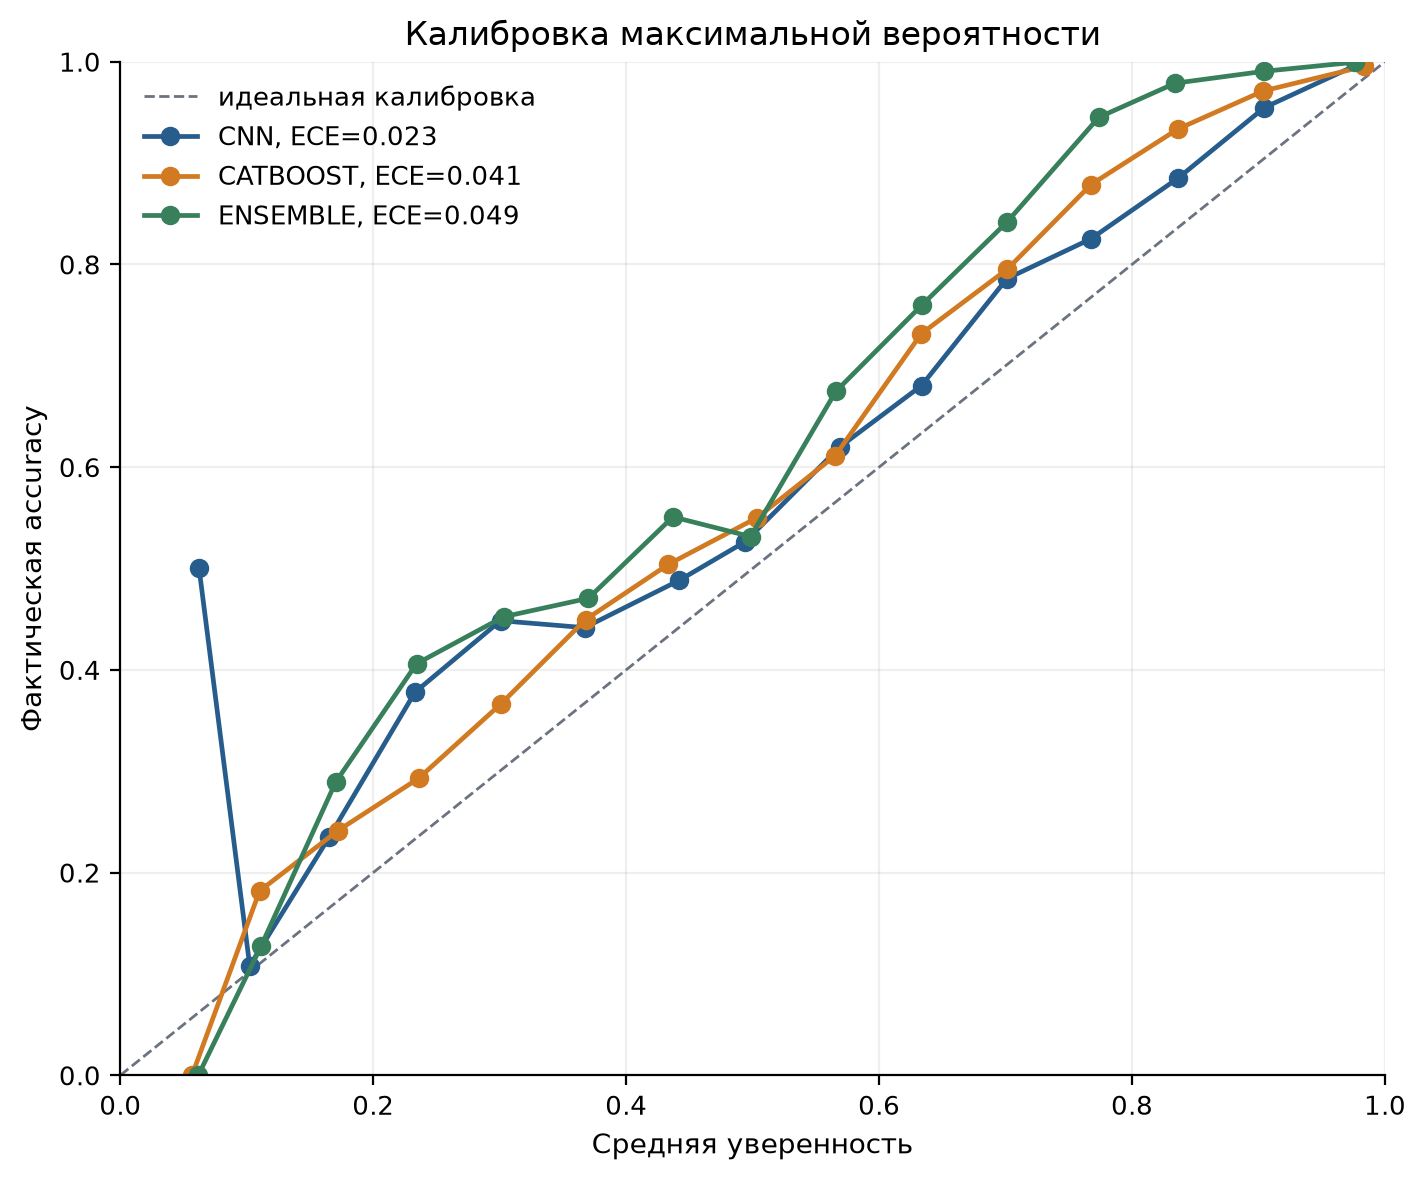 Калибровка максимальной вероятности
1.0
0.8
0.6
0.4
0.2
0.0
Фактическая accuracy
идеальная калибровка
CNN, ECE=0.023
CATBOOST, ECE=0.041
ENSEMBLE, ECE=0.049
0.0 0.2 0.4 0.6 0.8 1.0
Средняя уверенность